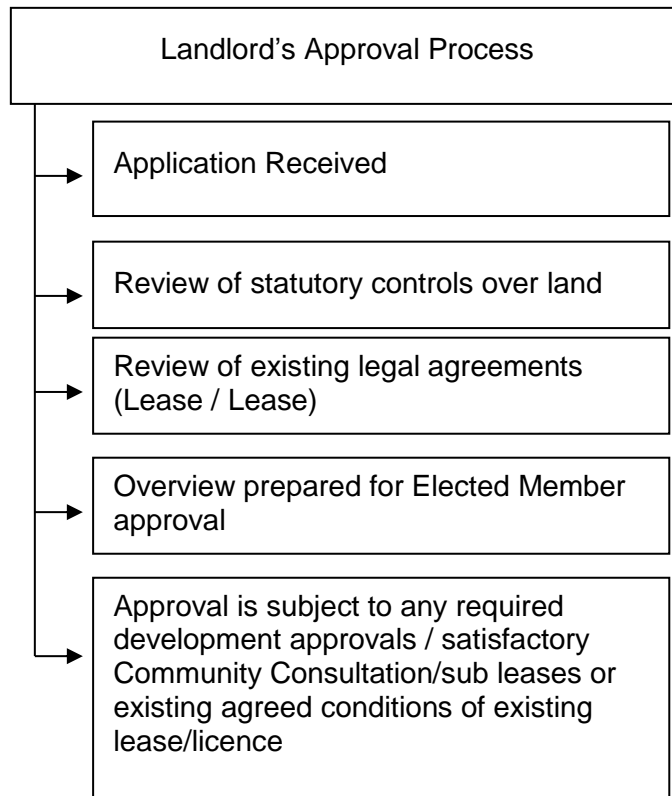 Landlord’s Approval Process
Application Received
Review of statutory controls over land
Review of existing legal agreements
(Lease / Lease)
Overview prepared for Elected Member
approval
Approval is subject to any required
development approvals / satisfactory
Community Consultation/sub leases or
existing agreed conditions of existing
lease/licence